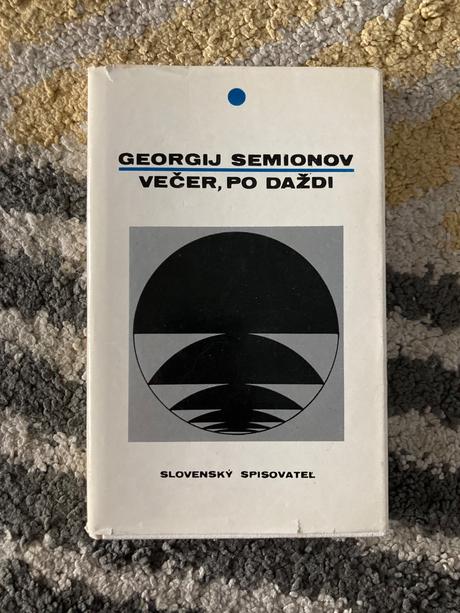 GEORGIJ SEMIONOV
VEČER, PO DAŽDI
SLOVENSKÝ SPISOVATEĽ